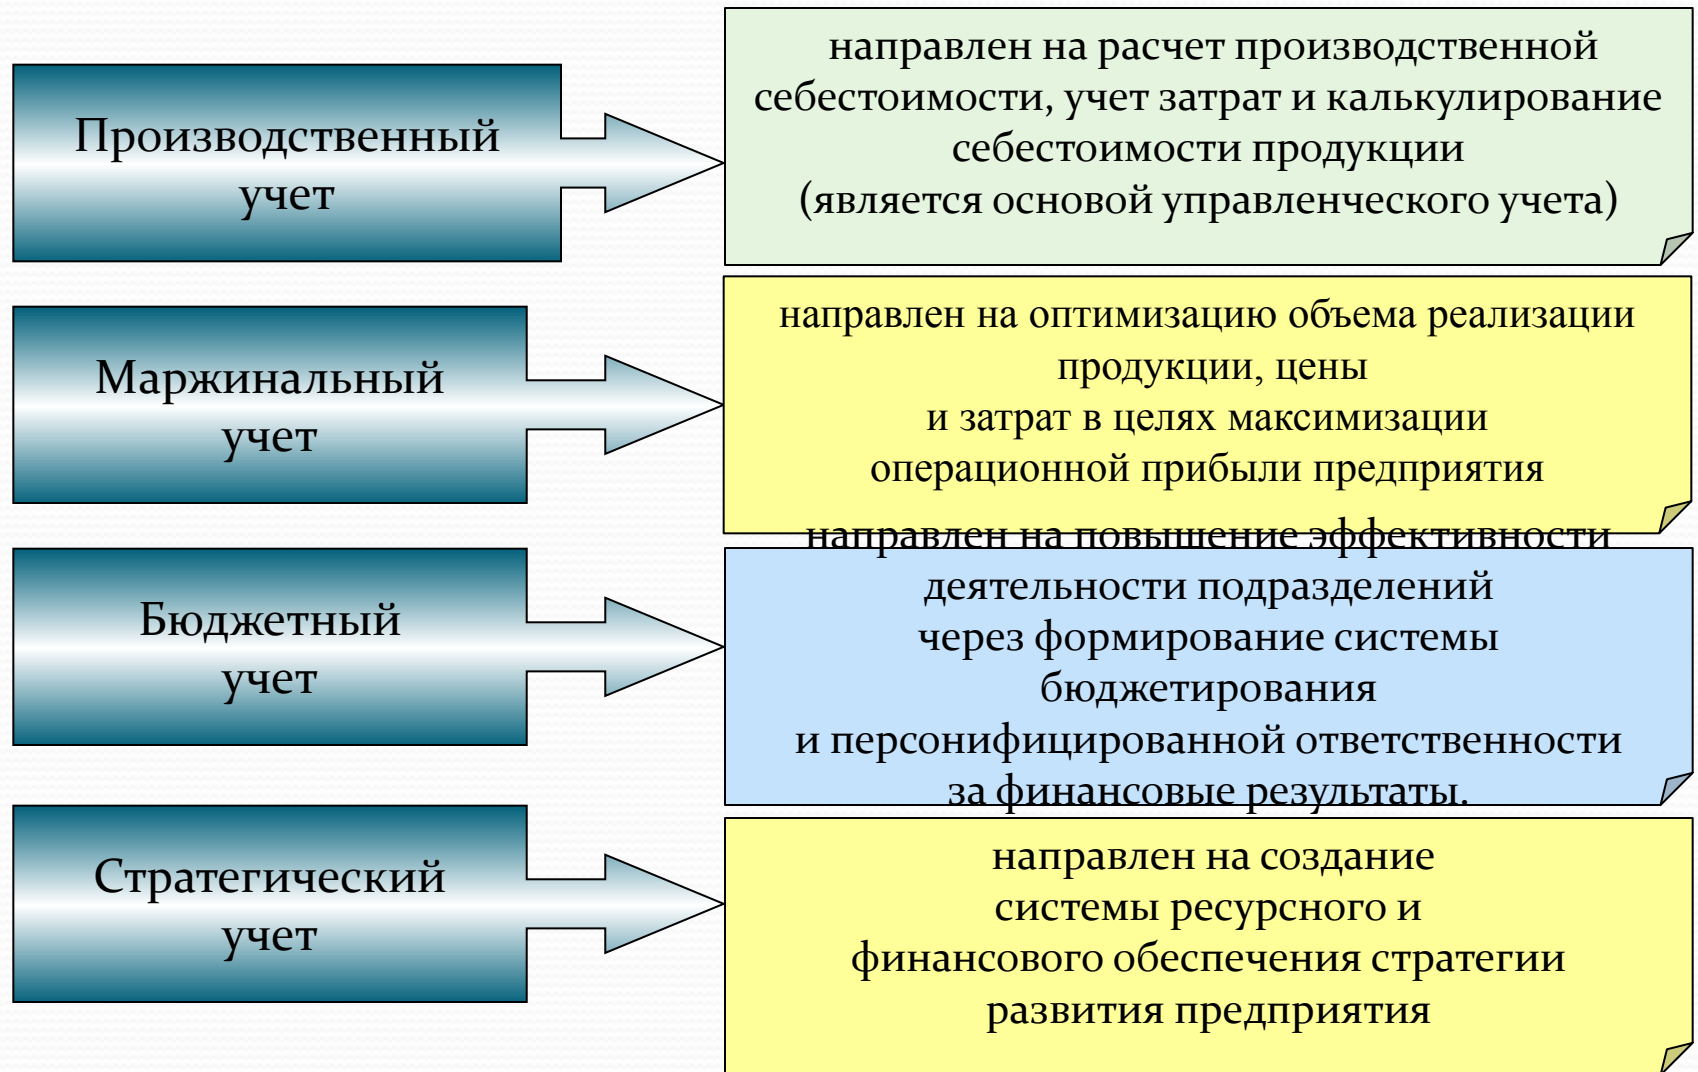 Производственный
учет
направлен на расчет производственной
себестоимости, учет затрат и калькулирование
себестоимости продукции
(является основой управленческого учета)
Маржинальный
учет
направлен на оптимизацию объема реализации
продукции, цены
и затрат в целях максимизации
операционной прибыли предприятия
Бюджетный
учет
направлен на повышение эффективности
деятельности подразделений
через формирование системы
бюджетирования
и персонифицированной ответственности
за финансовые результаты.
Стратегический
учет
направлен на создание
системы ресурсного и
финансового обеспечения стратегии
развития предприятия